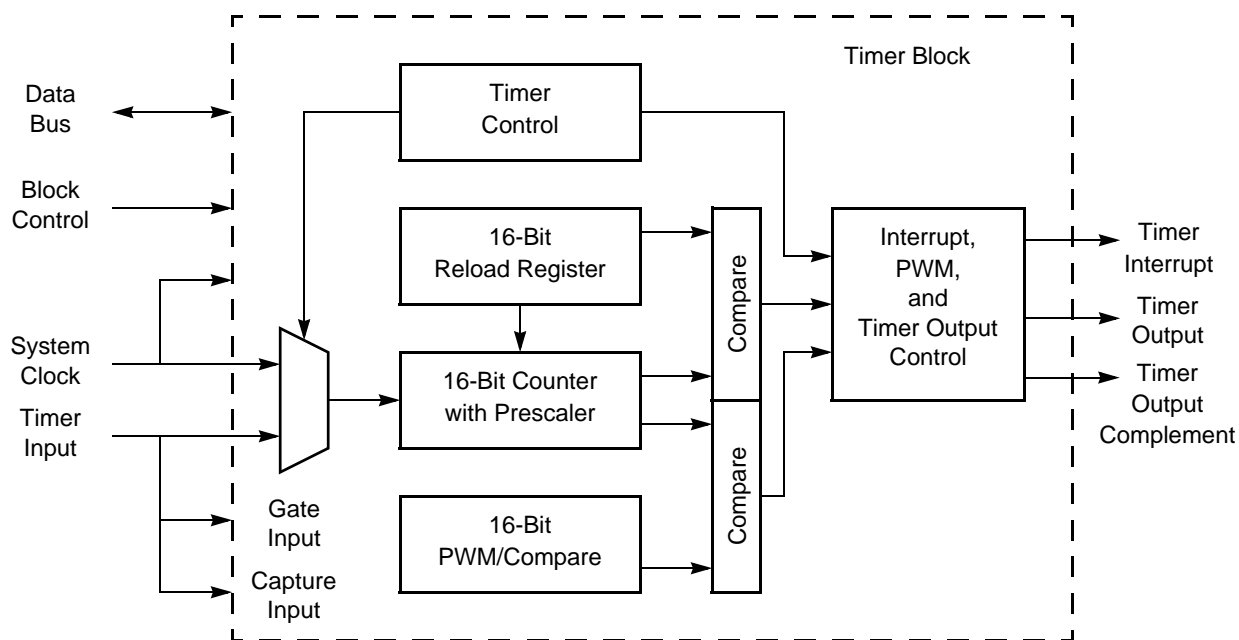 Timer Block
Data
Bus
Timer
Control
Block
Control
16-Bit
Reload Register
Compare
Interrupt,
PWM,
and
Timer Output
Control
Timer
Interrupt
Timer
Output
Timer
Output
Complement
System
Clock
16-Bit Counter
with Prescaler
Timer
Input
Compare
Gate
Input
16-Bit
PWM/Compare
Capture
Input